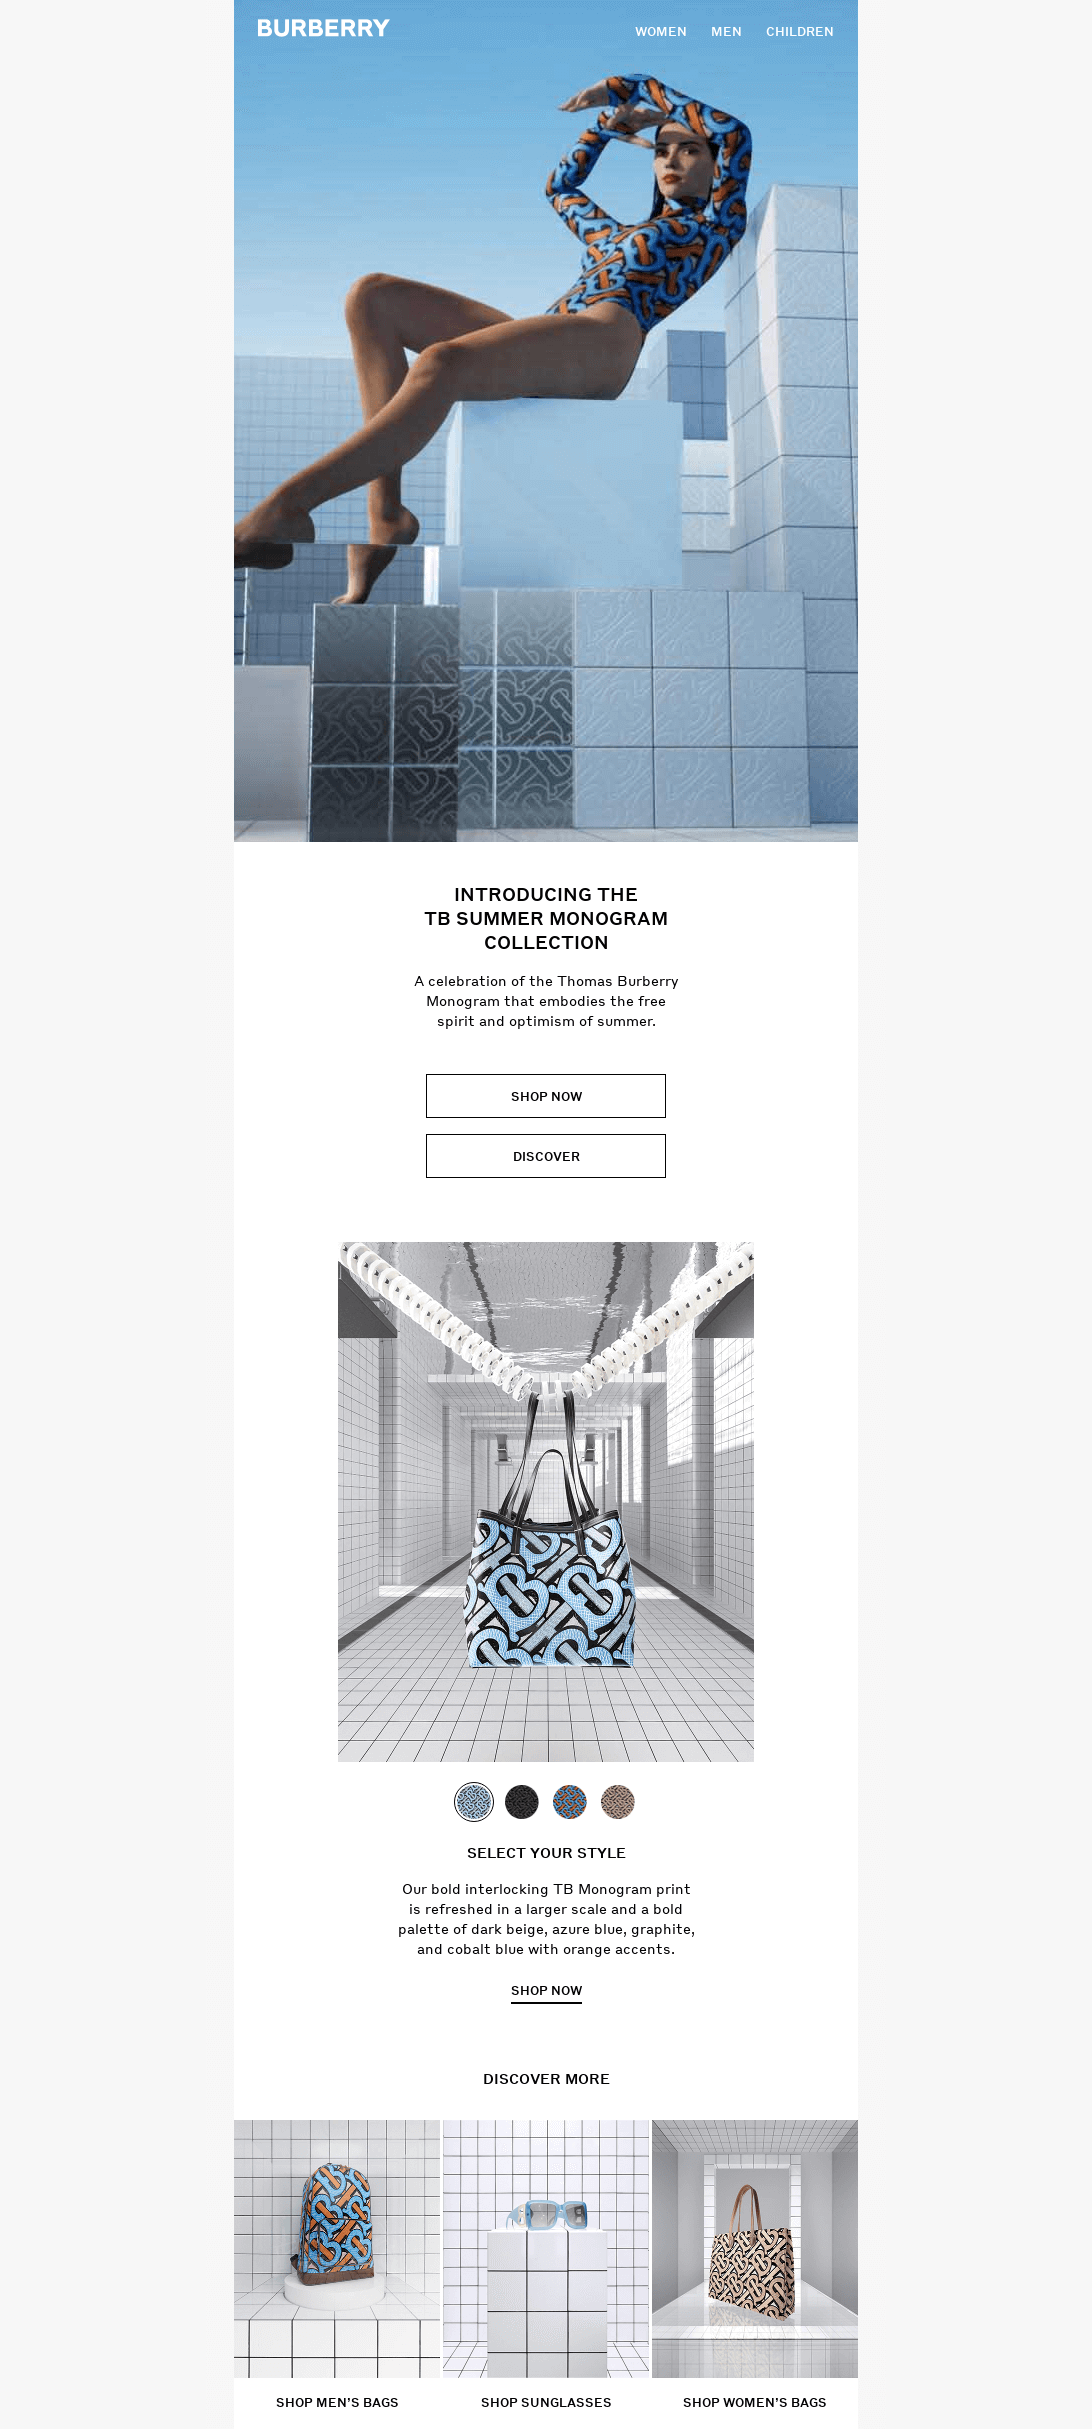 BURBERRY
WOMEN MEN CHILDREN
INTRODUCING THE
TB SUMMER MONOGRAM
COLLECTION
A celebration of the Thomas Burberry
Monogram that embodies the free
spirit and optimism of summer.
SHOP NOW
DISCOVER
SELECT YOUR STYLE
Our bold interlocking TB Monogram print
is refreshed in a larger scale and a bold
palette of dark beige, azure blue, graphite,
and cobalt blue with orange accents.
SHOP NOW
DISCOVER MORE
SHOP MEN’S BAGS
SHOP SUNGLASSES
SHOP WOMEN’S BAGS